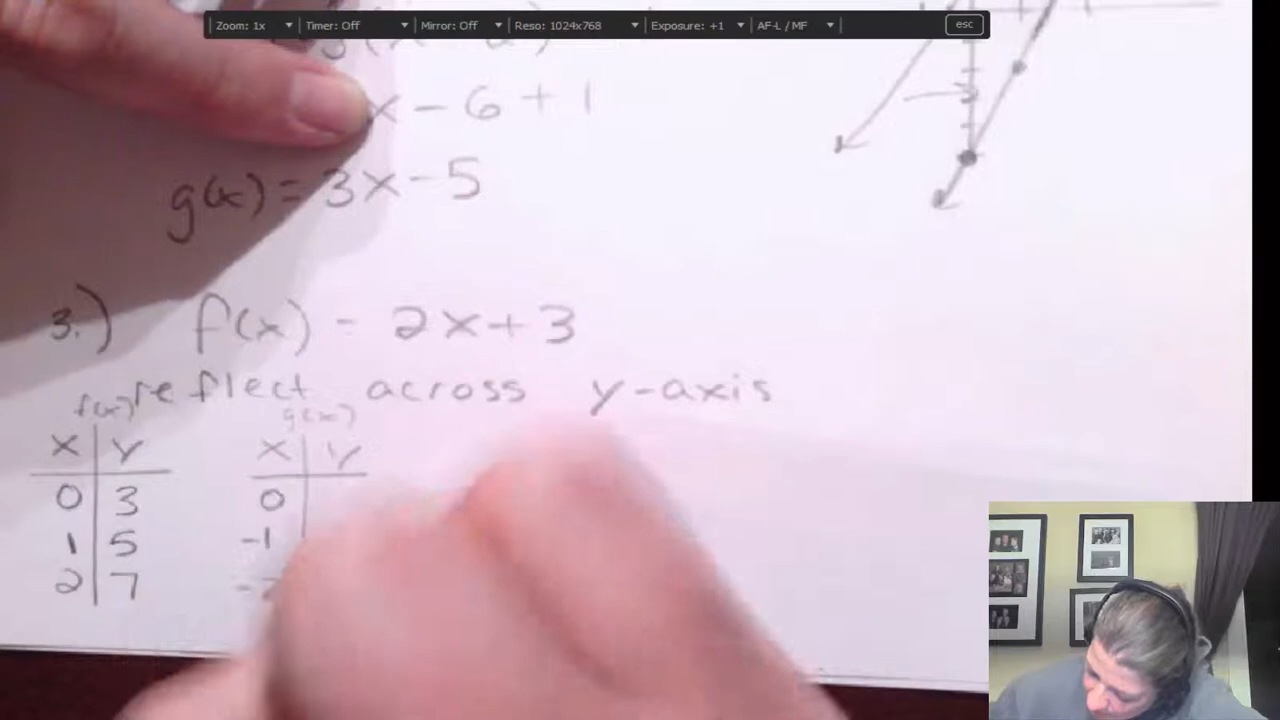 Zoom: 1x Timer: Off Mirror: Off Reso: 1024x768 Exposure: +1 AF-L / MF esc
x - 6 + 1
g(x) = 3x - 5
3.) f(x) = 2x + 3
reflect across y-axis
f(x) g(x)
x y x y
0 3 0
1 5 -1
2 7 -2